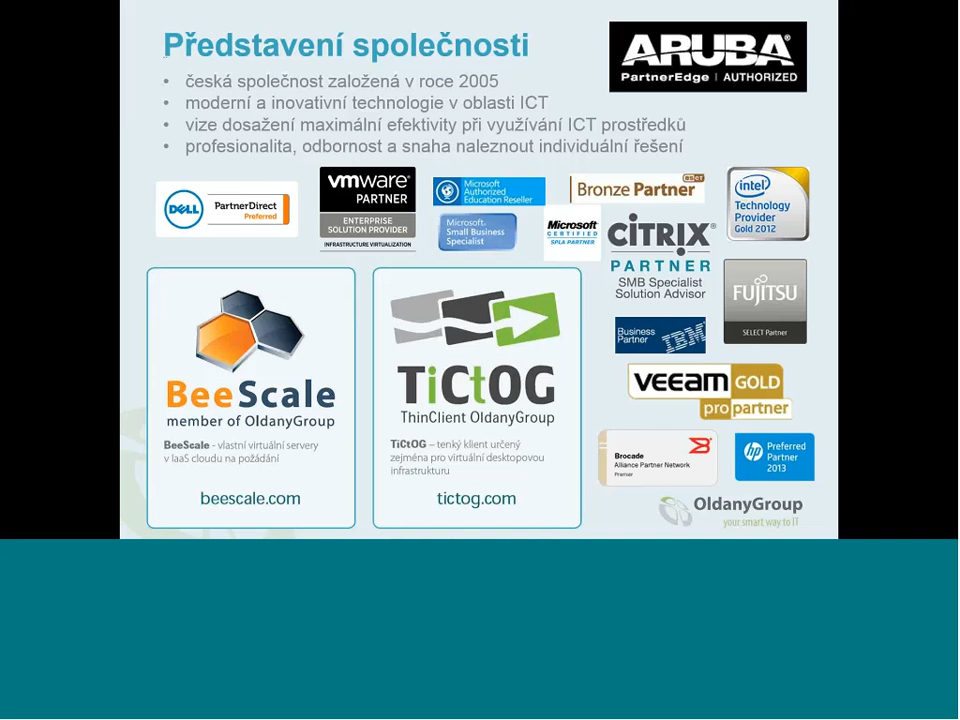 Představení společnosti
ARUBA®
PartnerEdge | AUTHORIZED
• česká společnost založená v roce 2005
• moderní a inovativní technologie v oblasti ICT
• vize dosažení maximální efektivity při využívání ICT prostředků
• profesionalita, odbornost a snaha naleznout individuální řešení
DELL
PartnerDirect
Preferred
vmware®
PARTNER
ENTERPRISE
SOLUTION PROVIDER
INFRASTRUCTURE VIRTUALIZATION
Microsoft
Authorized
Education Reseller
Microsoft
Small Business
Specialist
Microsoft
CERTIFIED
SPLA PARTNER
eset
Bronze Partner
CITRIX®
PARTNER
SMB Specialist
Solution Advisor
intel
Technology
Provider
Gold 2012
FUJITSU
SELECT Partner
Business
Partner
IBM
veeAM GOLD
propartner
Brocade
Alliance Partner Network
Premier
hp
Preferred
Partner
2013
BeeScale
member of OldanyGroup
BeeScale - vlastní virtuální servery
v IaaS cloudu na požádání
beescale.com
TiCtOG
ThinClient OldanyGroup
TiCtOG – tenký klient určený
zejména pro virtuální desktopovou
infrastrukturu
tictog.com
OldanyGroup
your smart way to IT